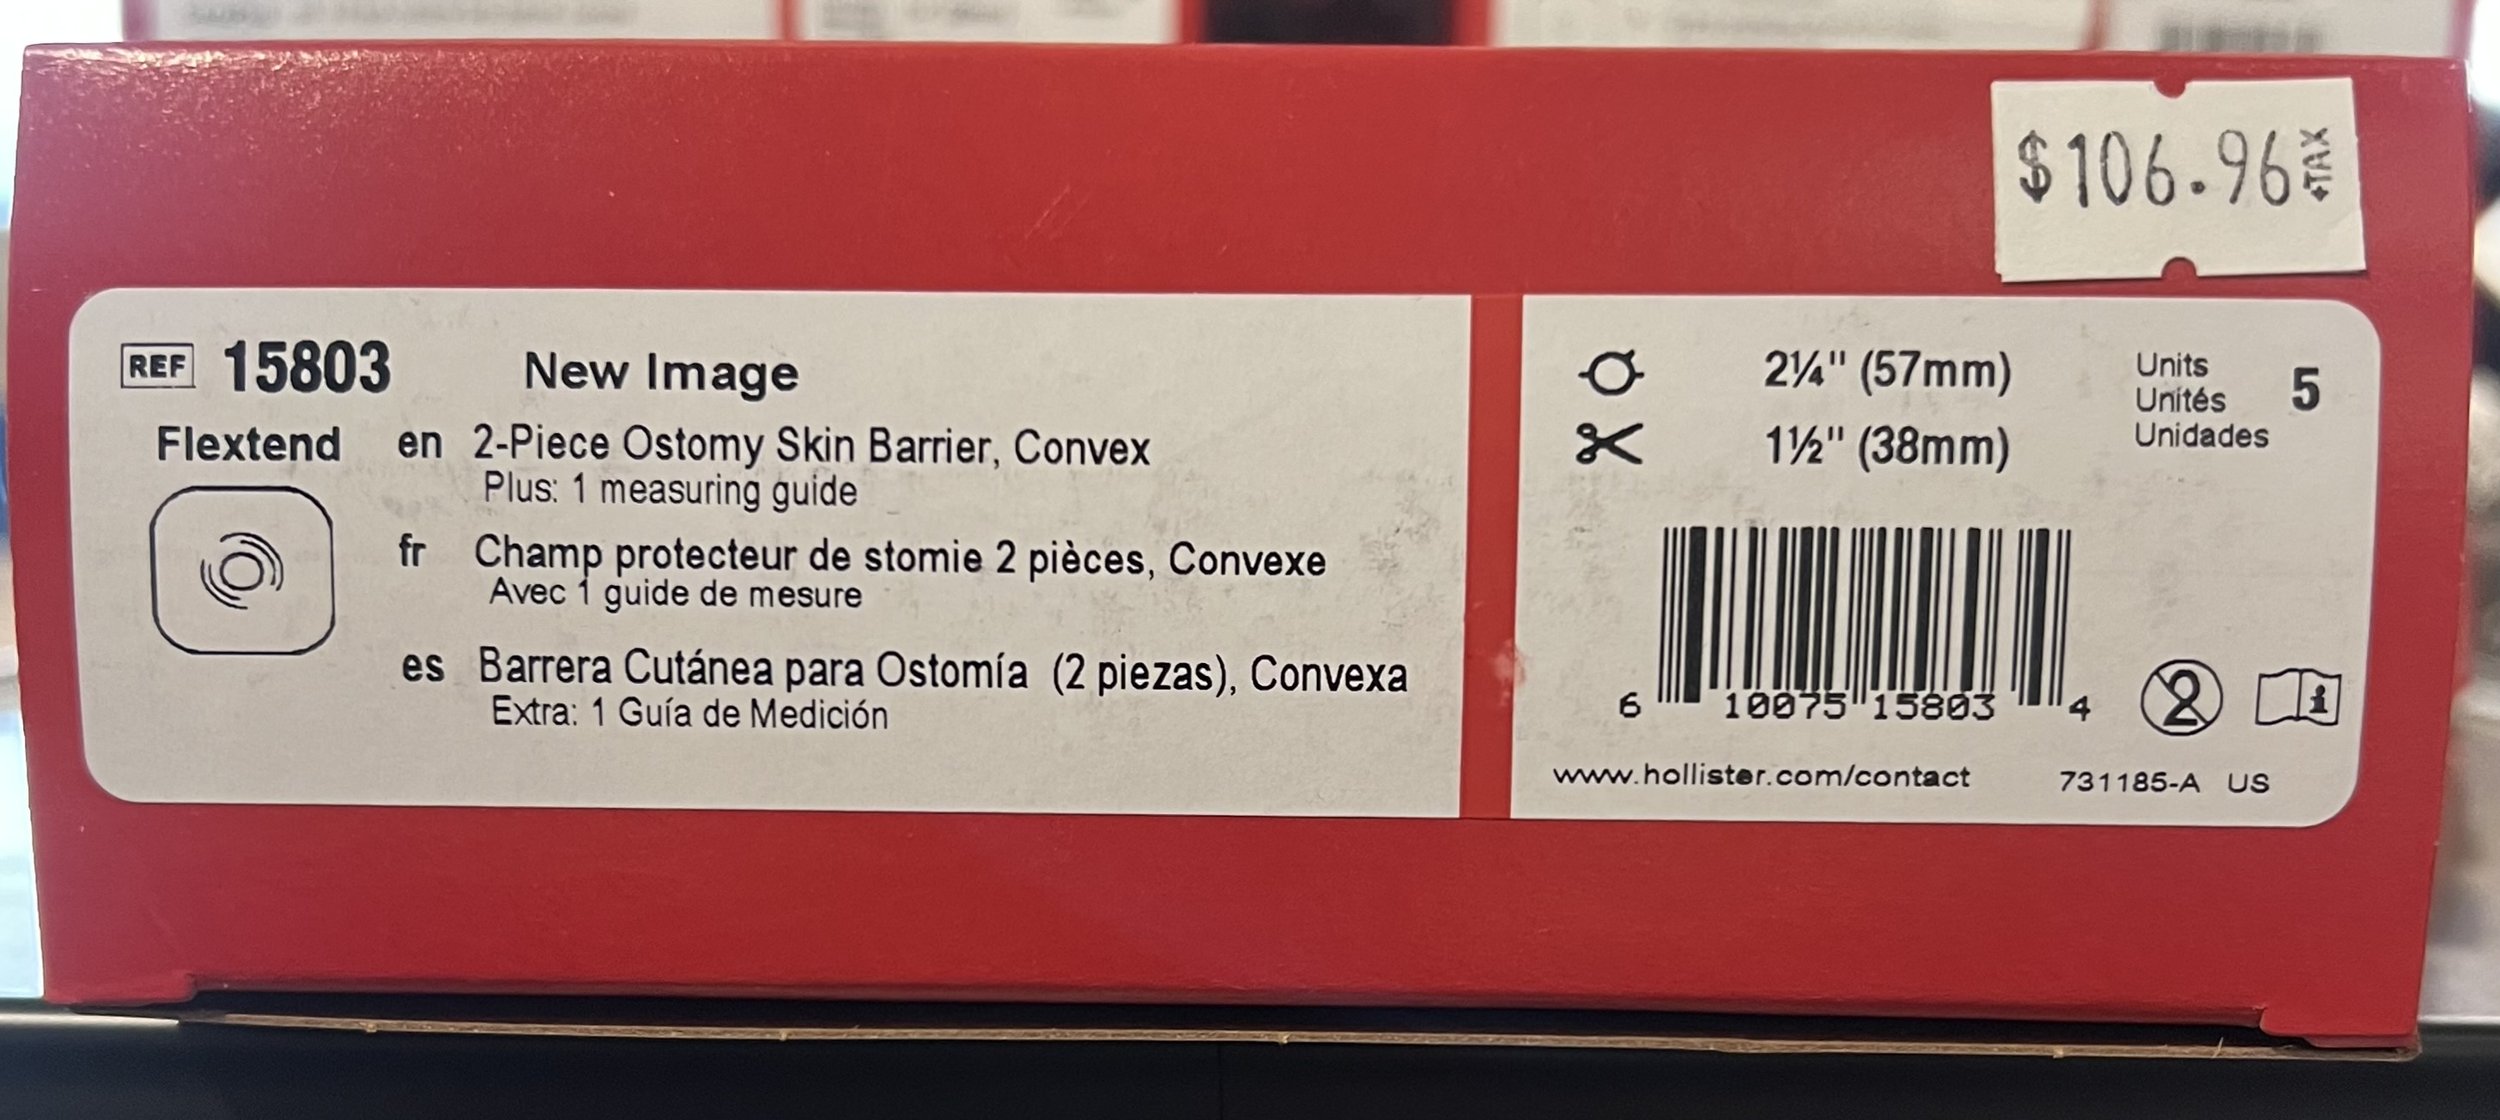 $106.96 +TAX
REF 15803 New Image
Flextend
en 2-Piece Ostomy Skin Barrier, Convex
Plus: 1 measuring guide
fr Champ protecteur de stomie 2 pièces, Convexe
Avec 1 guide de mesure
es Barrera Cutánea para Ostomía (2 piezas), Convexa
Extra: 1 Guía de Medición
2¼" (57mm)
1½" (38mm)
Units
Unités
Unidades
5
6 10075 15803 4
2
i
www.hollister.com/contact 731185-A US